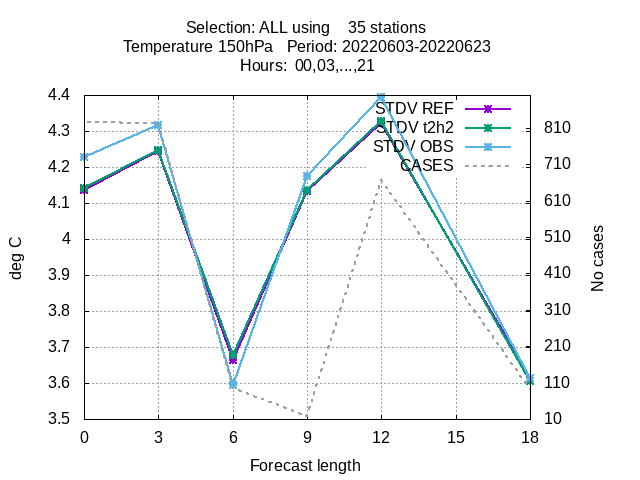 Selection: ALL using    35 stations
Temperature 150hPa   Period: 20220603-20220623
Hours:  00,03,...,21
STDV REF
STDV t2h2
STDV OBS
CASES
4.4
4.3
4.2
4.1
4
3.9
3.8
3.7
3.6
3.5
deg C
810
710
610
510
410
310
210
110
10
No cases
0 3 6 9 12 15 18
Forecast length